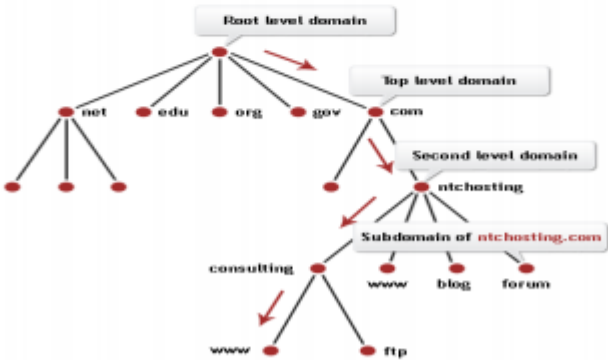 Root level domain
Top level domain
net
edu
org
gov
com
Second level domain
ntchosting
Subdomain of ntchosting.com
consulting
www
blog
forum
www
ftp